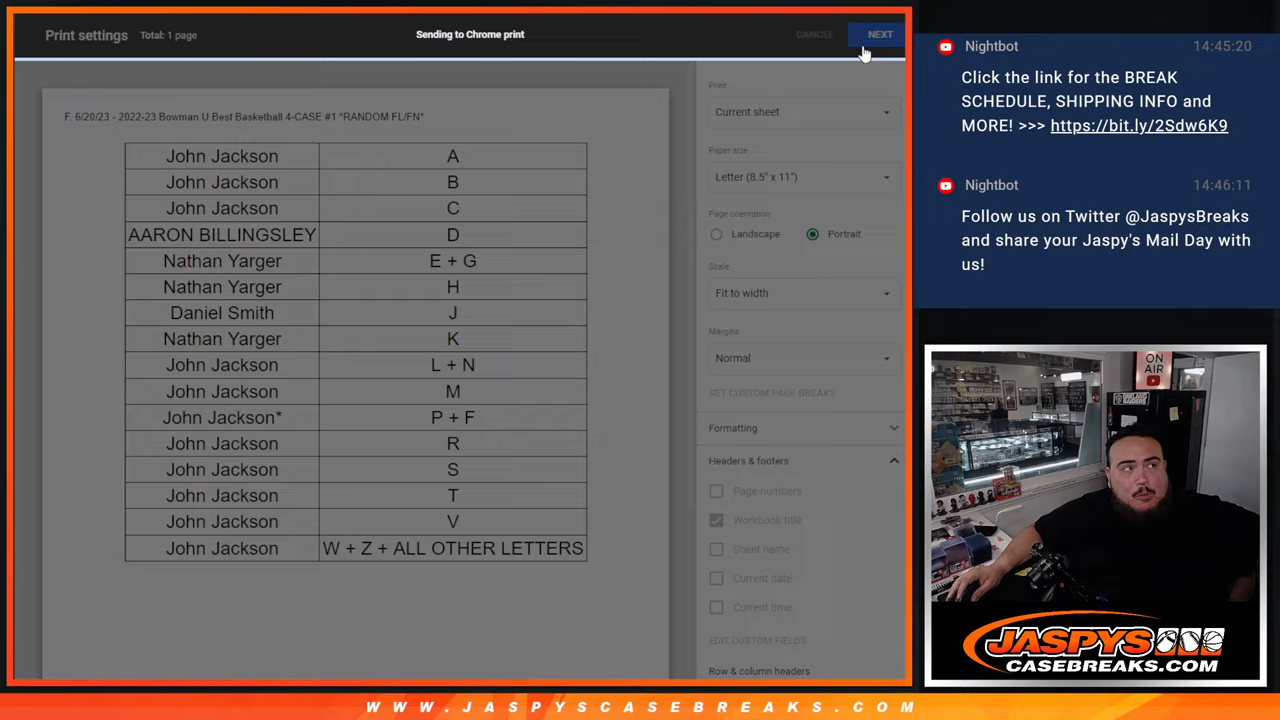 Print settings Total: 1 page
Sending to Chrome print
CANCEL
NEXT
F. 6/20/23 - 2022-23 Bowman U Best Basketball 4-CASE #1 *RANDOM FL/FN*
John Jackson A
John Jackson B
John Jackson C
AARON BILLINGSLEY D
Nathan Yarger E + G
Nathan Yarger H
Daniel Smith J
Nathan Yarger K
John Jackson L + N
John Jackson M
John Jackson* P + F
John Jackson R
John Jackson S
John Jackson T
John Jackson V
John Jackson W + Z + ALL OTHER LETTERS
Print
Current sheet
Paper size
Letter (8.5" x 11")
Page orientation
Landscape Portrait
Scale
Fit to width
Margins
Normal
SET CUSTOM PAGE BREAKS
Formatting
Headers & footers
Page numbers
Workbook title
Sheet name
Current date
Current time
EDIT CUSTOM FIELDS
Row & column headers
Nightbot 14:45:20
Click the link for the BREAK
SCHEDULE, SHIPPING INFO and
MORE! >>> https://bit.ly/2Sdw6K9
Nightbot 14:46:11
Follow us on Twitter @JaspysBreaks
and share your Jaspy's Mail Day with
us!
ON
AIR
JASPYS
CASEBREAKS.COM
WWW.JASPYSCASEBREAKS.COM